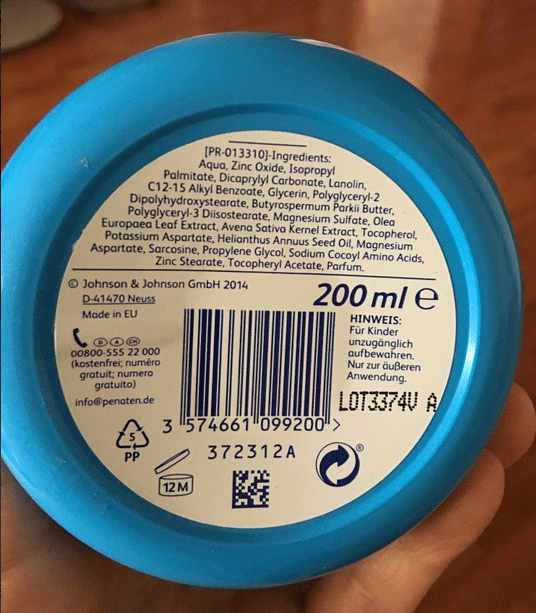 [PR-013310]-Ingredients:
Aqua, Zinc Oxide, Isopropyl
Palmitate, Dicaprylyl Carbonate, Lanolin,
C12-15 Alkyl Benzoate, Glycerin, Polyglyceryl-2
Dipolyhydroxystearate, Butyrospermum Parkii Butter,
Polyglyceryl-3 Diisostearate, Magnesium Sulfate, Olea
Europaea Leaf Extract, Avena Sativa Kernel Extract, Tocopherol,
Potassium Aspartate, Helianthus Annuus Seed Oil, Magnesium
Aspartate, Sarcosine, Propylene Glycol, Sodium Cocoyl Amino Acids,
Zinc Stearate, Tocopheryl Acetate, Parfum.
© Johnson & Johnson GmbH 2014
D-41470 Neuss
Made in EU
D A CH
00800-555 22 000
(kostenfrei; numéro
gratuit; numero
gratuito)
info@penaten.de
200 ml e
HINWEIS:
Für Kinder
unzugänglich
aufbewahren.
Nur zur äußeren
Anwendung.
LOT3374V A
3 574661 099200 >
372312A
5
PP
12 M
®